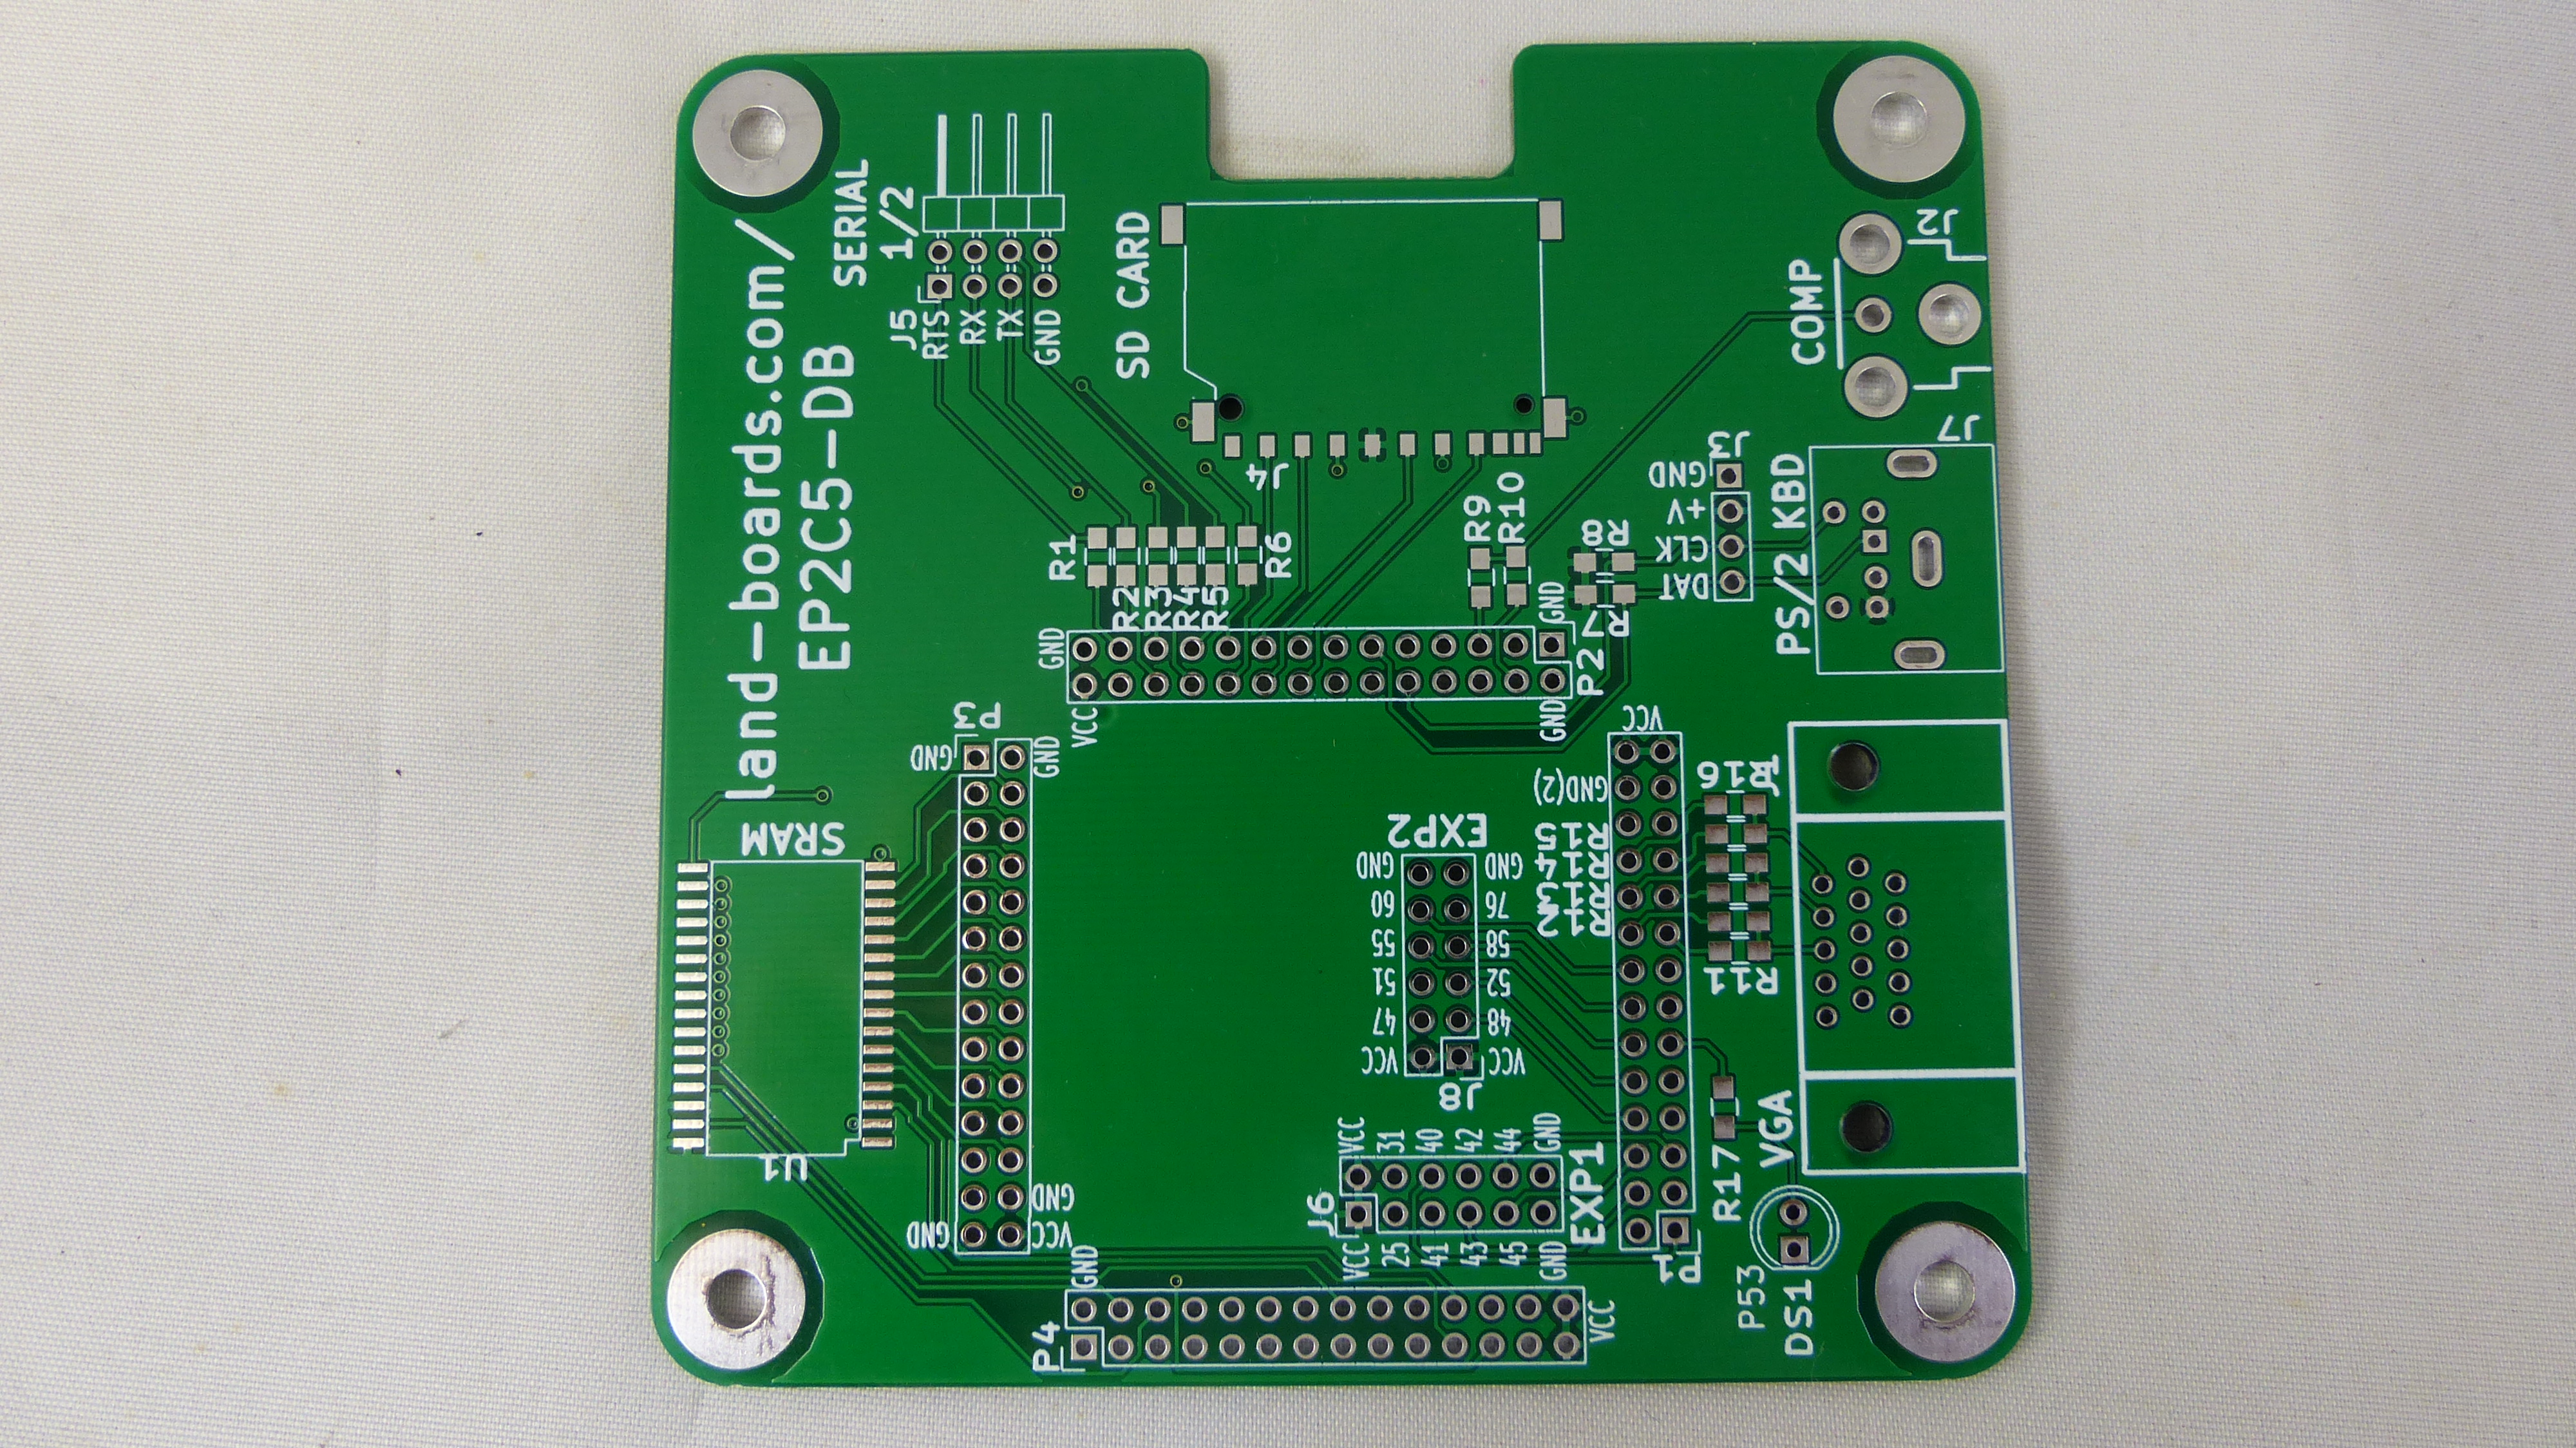 land-boards.com/
EP2C5-DB
SERIAL
1/2
J5
RTS
RX
TX
GND
SD CARD
J4
COMP
J2
J7
PS/2 KBD
J3
GND
+V
CLK
DAT
R9
R10
R8
R7
R1
R2
R3
R4
R5
R6
GND
GND
VCC
GND
P2
P3
GND
GND
GND
GND
VCC
SRAM
U1
EXP2
GND GND
60 76
55 58
51 52
47 48
VCC VCC
J8
VCC
GND(2)
R16
R15
R14
R11
P1
J6
VCC 31 40 42 44 GND
VCC 25 41 43 45 GND
EXP1
R17
VGA
P53
DS1
P4
GND
VCC